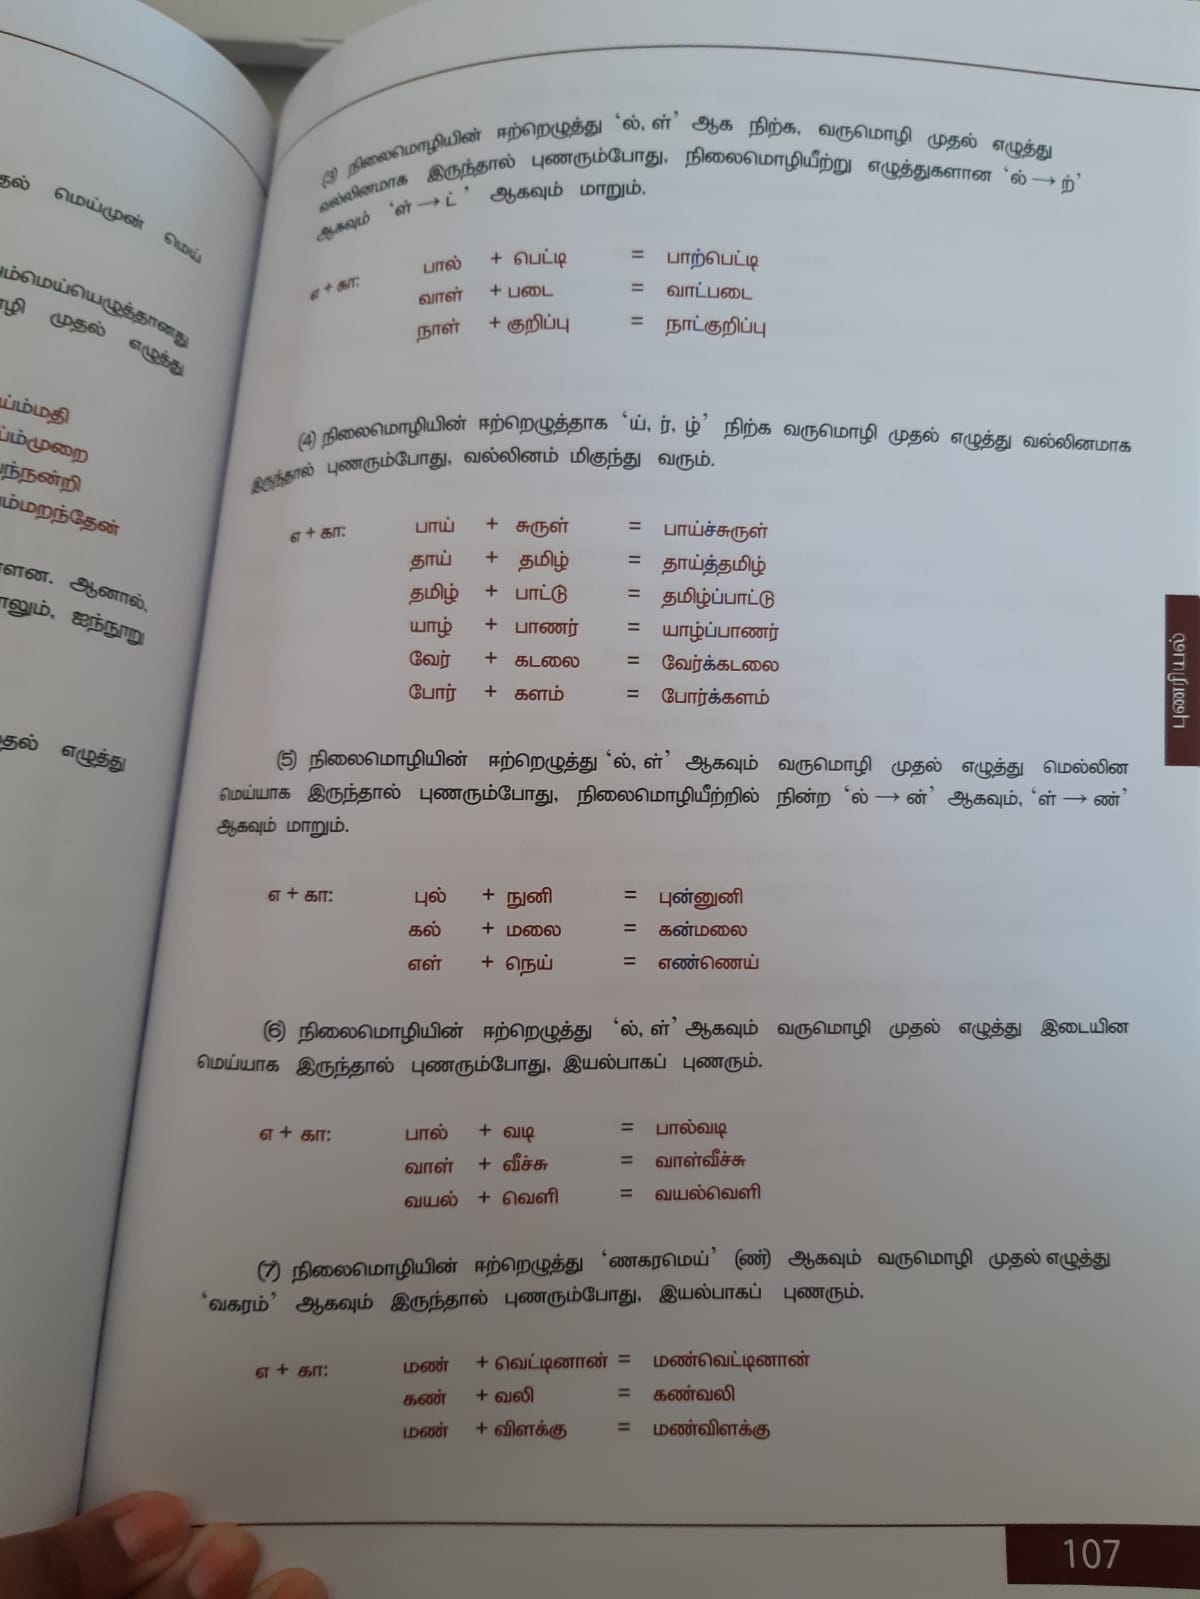 தல் மெய்முன் மெய்
ம்மெய்யெழுத்தானது
முதல் எழுத்து
ளன. ஆனால்,
லும், ஐந்நூறு
எழுத்து
(3) நிலைமொழியின் ஈற்றெழுத்து ‘ல், ள்’ ஆக நிற்க, வருமொழி முதல் எழுத்து
வல்லினமாக இருந்தால் புணரும்போது, நிலைமொழியீற்று எழுத்துகளான ‘ல் → ற்’
ஆகவும் ‘ள் → ட்’ ஆகவும் மாறும்.
எ + கா: பால் + பெட்டி = பாற்பெட்டி
வாள் + படை = வாட்படை
நாள் + குறிப்பு = நாட்குறிப்பு
(4) நிலைமொழியின் ஈற்றெழுத்தாக ‘ய், ர், ழ்’ நிற்க வருமொழி முதல் எழுத்து வல்லினமாக
இருந்தால் புணரும்போது, வல்லினம் மிகுந்து வரும்.
எ + கா: பாய் + சுருள் = பாய்ச்சுருள்
தாய் + தமிழ் = தாய்த்தமிழ்
தமிழ் + பாட்டு = தமிழ்ப்பாட்டு
யாழ் + பாணர் = யாழ்ப்பாணர்
வேர் + கடலை = வேர்க்கடலை
போர் + களம் = போர்க்களம்
(5) நிலைமொழியின் ஈற்றெழுத்து ‘ல், ள்’ ஆகவும் வருமொழி முதல் எழுத்து மெல்லின
மெய்யாக இருந்தால் புணரும்போது, நிலைமொழியீற்றில் நின்ற ‘ல் → ன்’ ஆகவும், ‘ள் → ண்’
ஆகவும் மாறும்.
எ + கா: புல் + நுனி = புன்னுனி
கல் + மலை = கன்மலை
எள் + நெய் = எண்ணெய்
(6) நிலைமொழியின் ஈற்றெழுத்து ‘ல், ள்’ ஆகவும் வருமொழி முதல் எழுத்து இடையின
மெய்யாக இருந்தால் புணரும்போது, இயல்பாகப் புணரும்.
எ + கா: பால் + வடி = பால்வடி
வாள் + வீச்சு = வாள்வீச்சு
வயல் + வெளி = வயல்வெளி
(7) நிலைமொழியின் ஈற்றெழுத்து ‘ணகரமெய்’ (ண்) ஆகவும் வருமொழி முதல் எழுத்து
‘வகரம்’ ஆகவும் இருந்தால் புணரும்போது, இயல்பாகப் புணரும்.
எ + கா: மண் + வெட்டினான் = மண்வெட்டினான்
கண் + வலி = கண்வலி
மண் + விளக்கு = மண்விளக்கு
புணரியல்
107